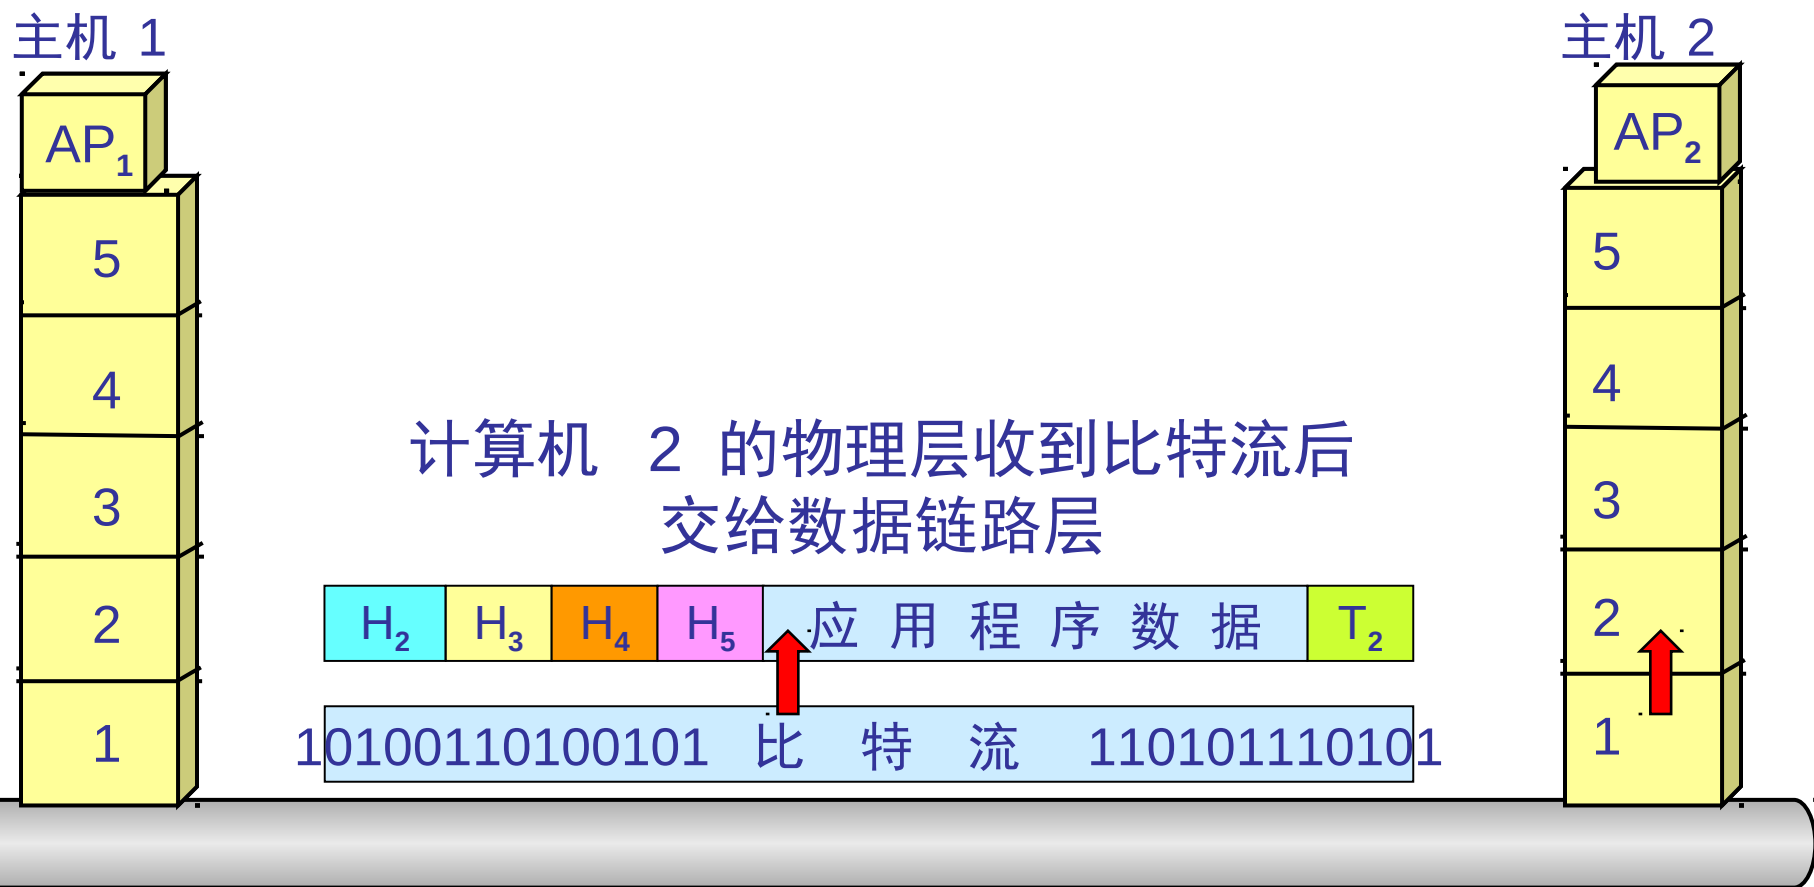 主机 1
主机 2
AP1
AP2
5
5
4
4
计算机 2 的物理层收到比特流后
交给数据链路层
3
3
H2 H3 H4 H5 应 用 程 序 数 据 T2
2
2
10100110100101 比 特 流 110101110101
1
1